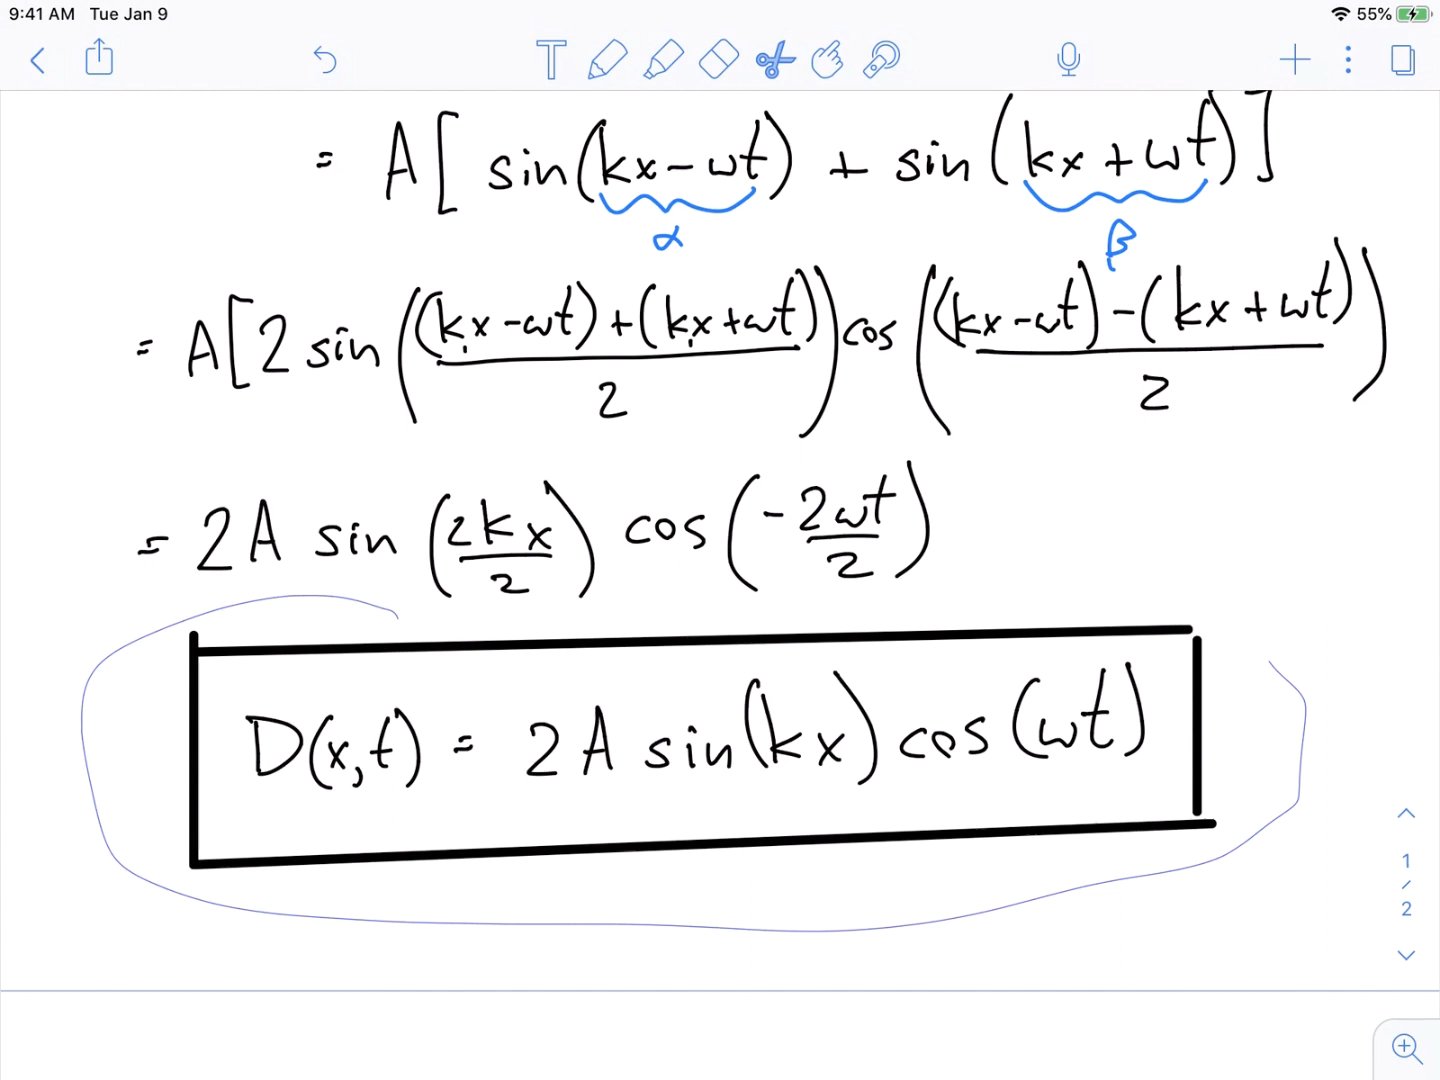 9:41 AM Tue Jan 9 55%
= A[ sin(kx-ωt) + sin(kx+ωt)]
α β
= A[2 sin(((kx-ωt)+(kx+ωt))/2) cos(((kx-ωt)-(kx+ωt))/2)
= 2A sin(2kx/2) cos(-2ωt/2)
D(x,t) = 2A sin(kx) cos(ωt)
1
/
2